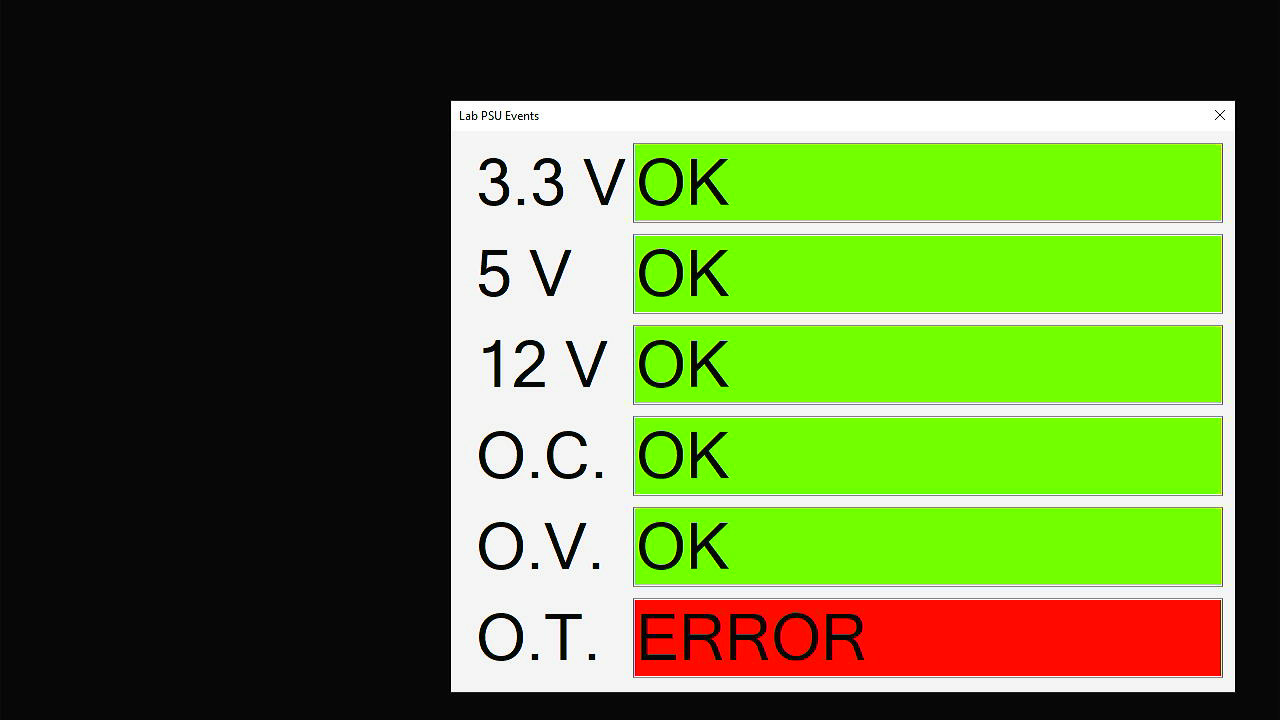 Lab PSU Events
3.3 V OK
5 V OK
12 V OK
O.C. OK
O.V. OK
O.T. ERROR